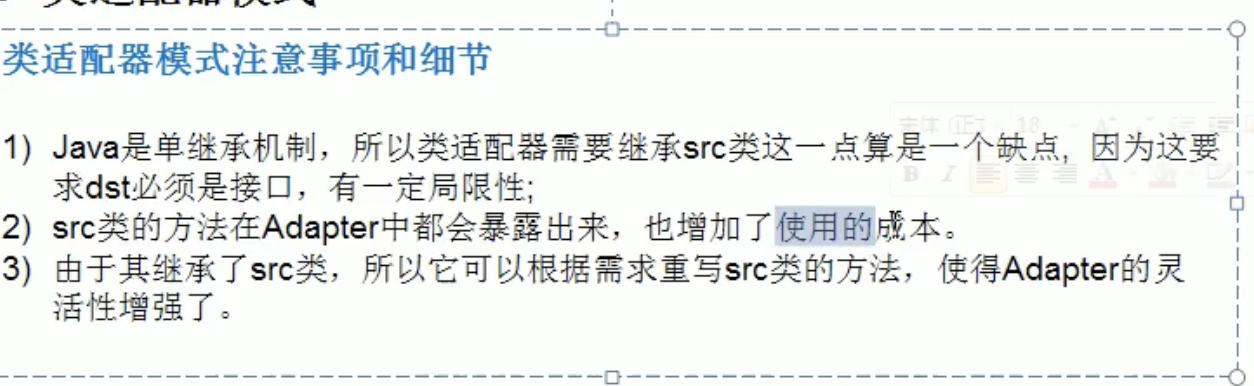 类适配器模式
类适配器模式注意事项和细节
1) Java是单继承机制，所以类适配器需要继承src类这一点算是一个缺点, 因为这要
求dst必须是接口，有一定局限性;
2) src类的方法在Adapter中都会暴露出来，也增加了使用的成本。
3) 由于其继承了src类，所以它可以根据需求重写src类的方法，使得Adapter的灵
活性增强了。